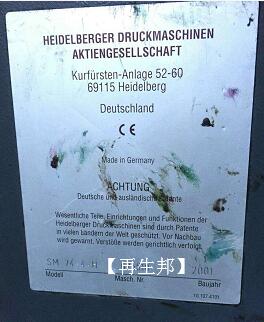 HEIDELBERGER DRUCKMASCHINEN
AKTIENGESELLSCHAFT
Kurfürsten-Anlage 52-60
69115 Heidelberg
Deutschland
CE
Made in Germany
ACHTUNG
Deutsche und ausländische Patente
Wesentliche Teile, Einrichtungen und Funktionen der
Heidelberger Druckmaschinen sind durch Patente
in vielen Ländern der Welt geschützt. Vor Nachbau
wird gewarnt. Verstöße werden gerichtlich verfolgt.
SM 74 4 H 【再生邦】 2001
Modell Masch. Nr. Baujahr